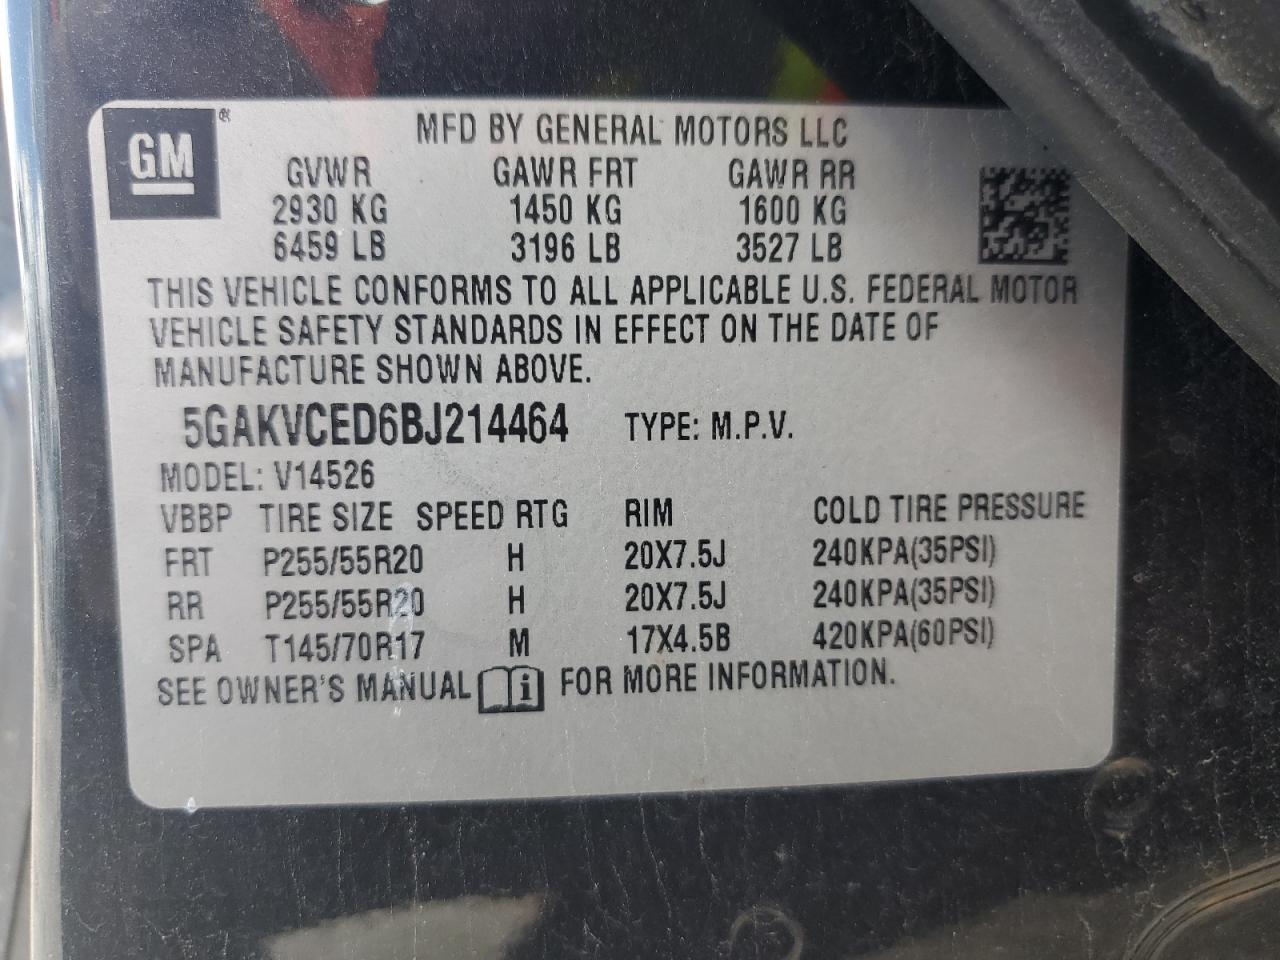 GM ®
MFD BY GENERAL MOTORS LLC
GVWR GAWR FRT GAWR RR
2930 KG 1450 KG 1600 KG
6459 LB 3196 LB 3527 LB
THIS VEHICLE CONFORMS TO ALL APPLICABLE U.S. FEDERAL MOTOR
VEHICLE SAFETY STANDARDS IN EFFECT ON THE DATE OF
MANUFACTURE SHOWN ABOVE.
5GAKVCED6BJ214464 TYPE: M.P.V.
MODEL: V14526
VBBP TIRE SIZE SPEED RTG RIM COLD TIRE PRESSURE
FRT P255/55R20 H 20X7.5J 240KPA(35PSI)
RR P255/55R20 H 20X7.5J 240KPA(35PSI)
SPA T145/70R17 M 17X4.5B 420KPA(60PSI)
SEE OWNER'S MANUAL i FOR MORE INFORMATION.